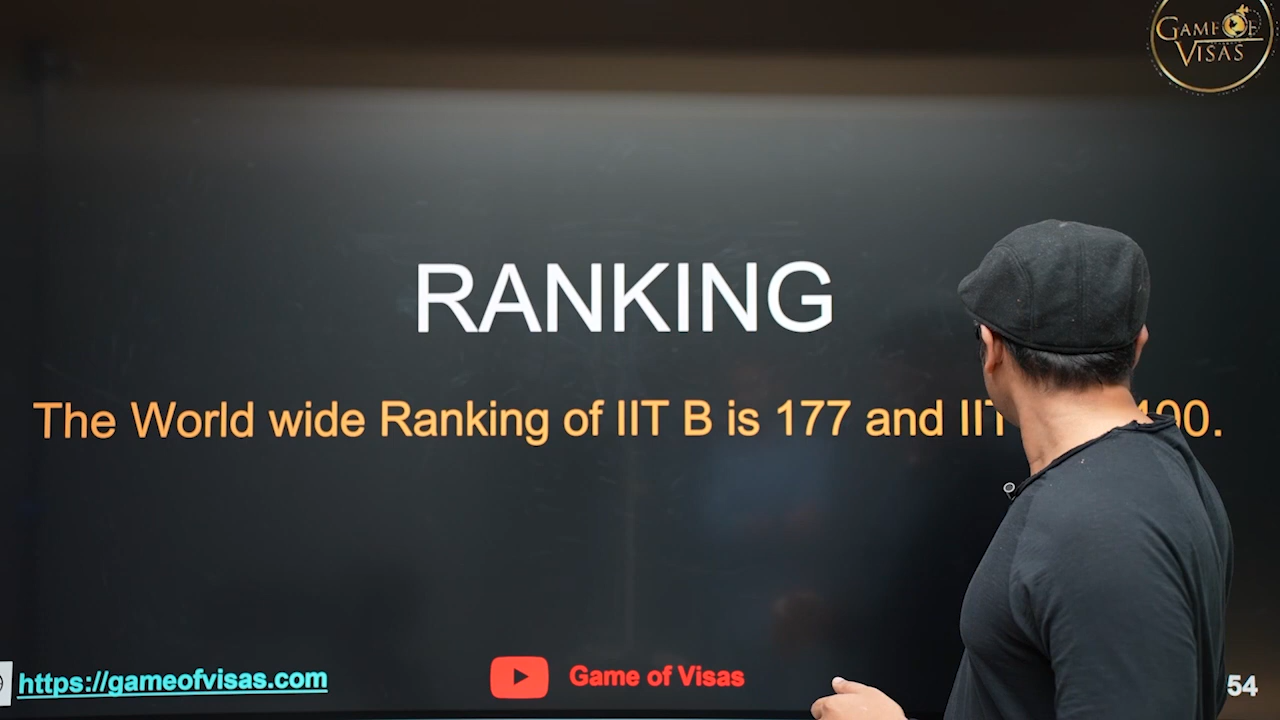 GAME OF
VISAS
RANKING
The World wide Ranking of IIT B is 177 and IIT 100.
https://gameofvisas.com
Game of Visas
54